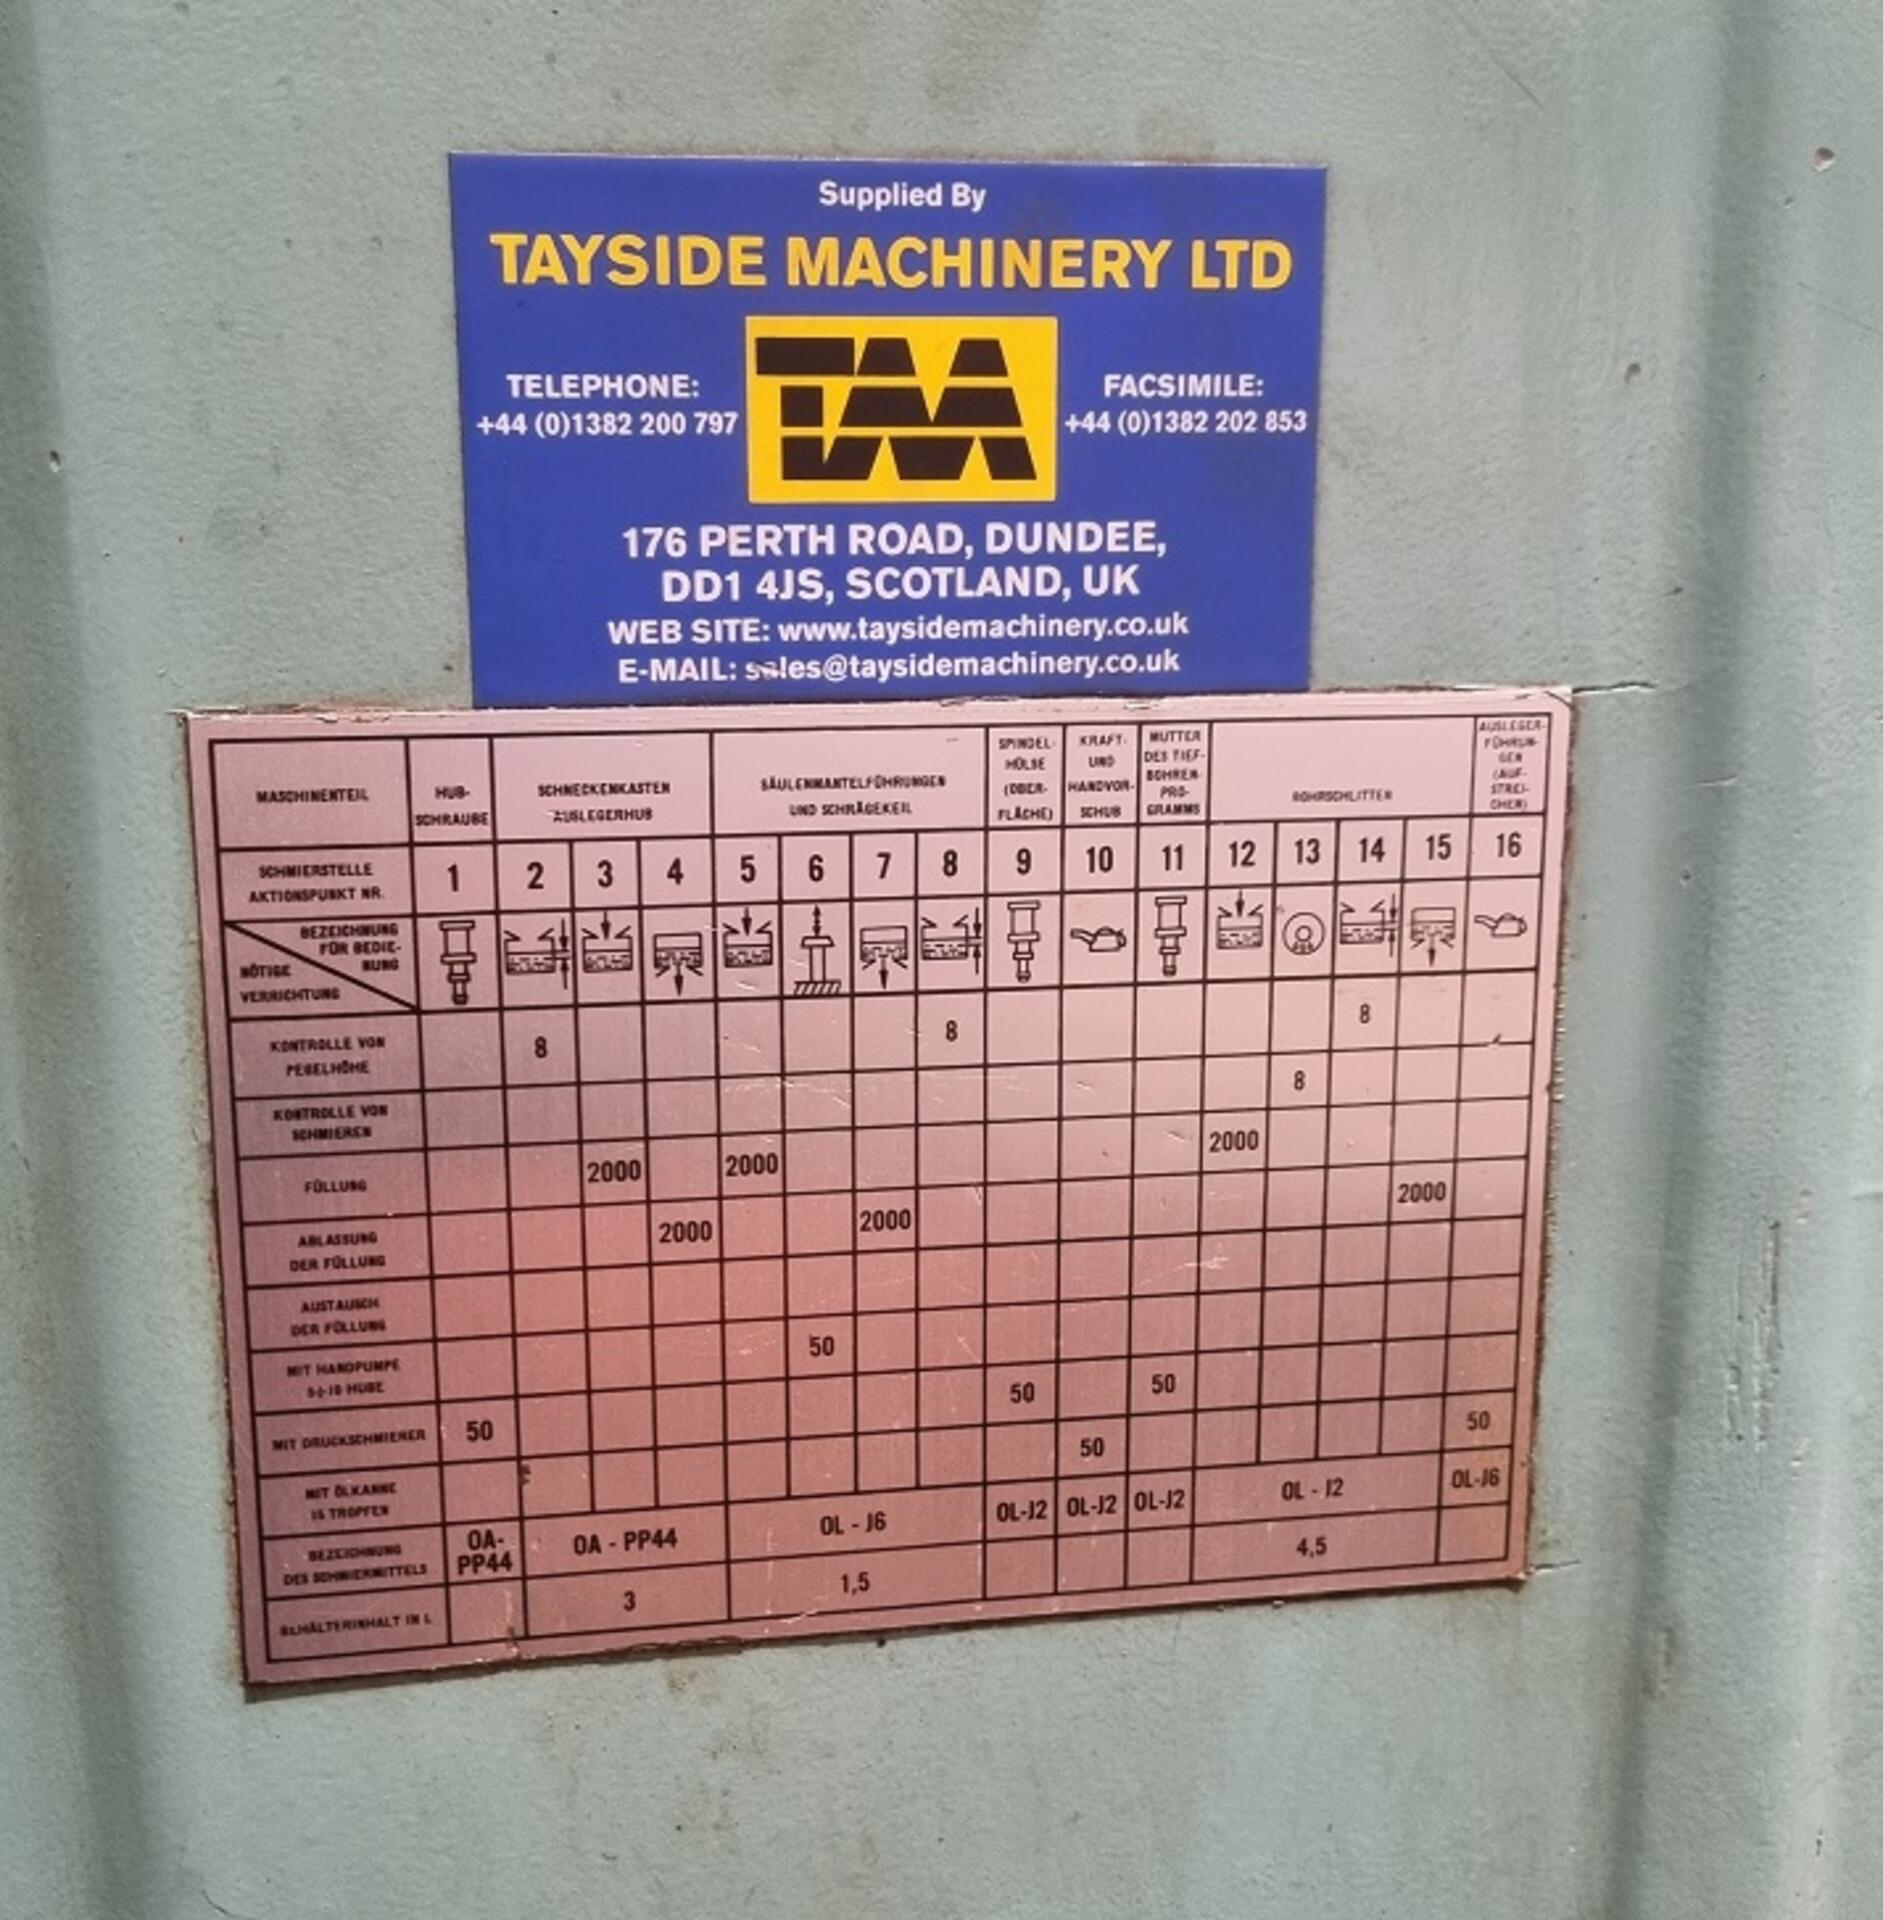 Supplied By
TAYSIDE MACHINERY LTD
TELEPHONE:
+44 (0)1382 200 797
TM
FACSIMILE:
+44 (0)1382 202 853
176 PERTH ROAD, DUNDEE,
DD1 4JS, SCOTLAND, UK
WEB SITE: www.taysidemachinery.co.uk
E-MAIL: sales@taysidemachinery.co.uk
MASCHINENTEIL
HUB-
SCHRAUBE
SCHNECKENKASTEN
AUSLEGERHUB
SÄULENMANTELFÜHRUNGEN
UND SCHRÄGEKEIL
SPINDEL-
HÜLSE
(OBER-
FLÄCHE)
KRAFT-
UND
HANDVOR-
SCHUB
MUTTER
DES TIEF-
BOHREN-
PRO-
GRAMMS
ROHRSCHLITTEN
AUSLEGER-
FÜHRUN-
GEN
(AUF-
STREI-
CHEN)
SCHMIERSTELLE
AKTIONSPUNKT NR.
1 2 3 4 5 6 7 8 9 10 11 12 13 14 15 16
BEZEICHNUNG
FÜR BEDIE-
NUNG
NÖTIGE
VERRICHTUNG
KONTROLLE VON
PEGELHÖHE
8 8 8
KONTROLLE VON
SCHMIEREN
8
FÜLLUNG
2000 2000 2000
ABLASSUNG
DER FÜLLUNG
2000 2000 2000
AUSTAUSCH
DER FÜLLUNG
MIT HANDPUMPE
5÷10 HUBE
50
MIT DRUCKSCHMIERER
50 50 50
MIT ÖLKANNE
15 TROPFEN
50 50
BEZEICHNUNG
DES SCHMIERMITTELS
OA-
PP44
OA - PP44
OL - J6
OL-J2
OL-J2
OL-J2
OL - J2
OL-J6
BEHÄLTERINHALT IN L
3 1,5 4,5